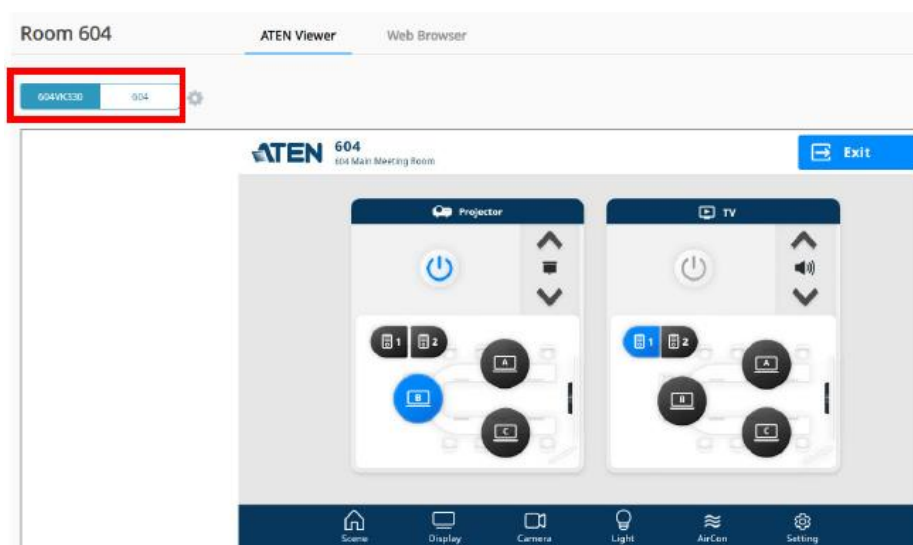 Room 604
ATEN Viewer
Web Browser
604VK330
604
ATEN
604
604 Main Meeting Room
Exit
Projector
TV
1
2
A
B
C
1
2
A
B
C
Scene
Display
Camera
Light
AirCon
Setting